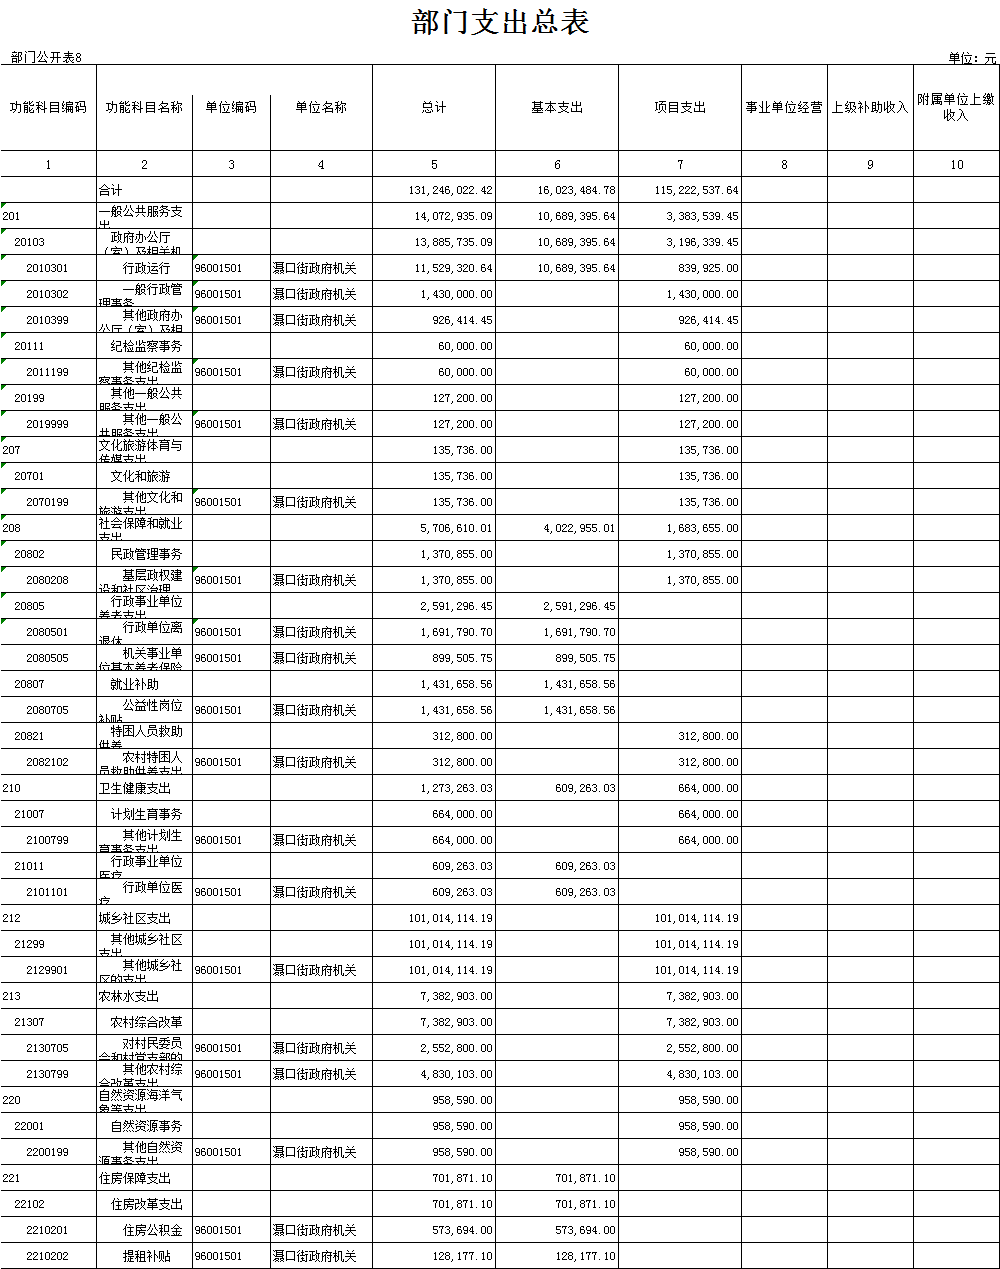 部门支出总表
部门公开表8 单位：元
功能科目编码 功能科目名称 单位编码 单位名称 总计 基本支出 项目支出 事业单位经营 上级补助收入 附属单位上缴
收入
1 2 3 4 5 6 7 8 9 10
合计 131,246,022.42 16,023,484.78 115,222,537.64
201 一般公共服务支 14,072,935.09 10,689,395.64 3,383,539.45
出
20103 政府办公厅 13,885,735.09 10,689,395.64 3,196,339.45
（室）及相关机
2010301 行政运行 96001501 滠口街政府机关 11,529,320.64 10,689,395.64 839,925.00
2010302 一般行政管 96001501 滠口街政府机关 1,430,000.00 1,430,000.00
理事务
2010399 其他政府办 96001501 滠口街政府机关 926,414.45 926,414.45
公厅（室）及相
20111 纪检监察事务 60,000.00 60,000.00
2011199 其他纪检监 96001501 滠口街政府机关 60,000.00 60,000.00
察事务支出
20199 其他一般公共 127,200.00 127,200.00
服务支出
2019999 其他一般公 96001501 滠口街政府机关 127,200.00 127,200.00
共服务支出
207 文化旅游体育与 135,736.00 135,736.00
传媒支出
20701 文化和旅游 135,736.00 135,736.00
2070199 其他文化和 96001501 滠口街政府机关 135,736.00 135,736.00
旅游支出
208 社会保障和就业 5,706,610.01 4,022,955.01 1,683,655.00
支出
20802 民政管理事务 1,370,855.00 1,370,855.00
2080208 基层政权建 96001501 滠口街政府机关 1,370,855.00 1,370,855.00
设和社区治理
20805 行政事业单位 2,591,296.45 2,591,296.45
养老支出
2080501 行政单位离 96001501 滠口街政府机关 1,691,790.70 1,691,790.70
退休
2080505 机关事业单 96001501 滠口街政府机关 899,505.75 899,505.75
位基本养老保险
20807 就业补助 1,431,658.56 1,431,658.56
2080705 公益性岗位 96001501 滠口街政府机关 1,431,658.56 1,431,658.56
补贴
20821 特困人员救助 312,800.00 312,800.00
供养
2082102 农村特困人 96001501 滠口街政府机关 312,800.00 312,800.00
员救助供养支出
210 卫生健康支出 1,273,263.03 609,263.03 664,000.00
21007 计划生育事务 664,000.00 664,000.00
2100799 其他计划生 96001501 滠口街政府机关 664,000.00 664,000.00
育事务支出
21011 行政事业单位 609,263.03 609,263.03
医疗
2101101 行政单位医 96001501 滠口街政府机关 609,263.03 609,263.03
疗
212 城乡社区支出 101,014,114.19 101,014,114.19
21299 其他城乡社区 101,014,114.19 101,014,114.19
支出
2129901 其他城乡社 96001501 滠口街政府机关 101,014,114.19 101,014,114.19
区的支出
213 农林水支出 7,382,903.00 7,382,903.00
21307 农村综合改革 7,382,903.00 7,382,903.00
2130705 对村民委员 96001501 滠口街政府机关 2,552,800.00 2,552,800.00
会和村党支部的
2130799 其他农村综 96001501 滠口街政府机关 4,830,103.00 4,830,103.00
合改革支出
220 自然资源海洋气 958,590.00 958,590.00
象等支出
22001 自然资源事务 958,590.00 958,590.00
2200199 其他自然资 96001501 滠口街政府机关 958,590.00 958,590.00
源事务支出
221 住房保障支出 701,871.10 701,871.10
22102 住房改革支出 701,871.10 701,871.10
2210201 住房公积金 96001501 滠口街政府机关 573,694.00 573,694.00
2210202 提租补贴 96001501 滠口街政府机关 128,177.10 128,177.10